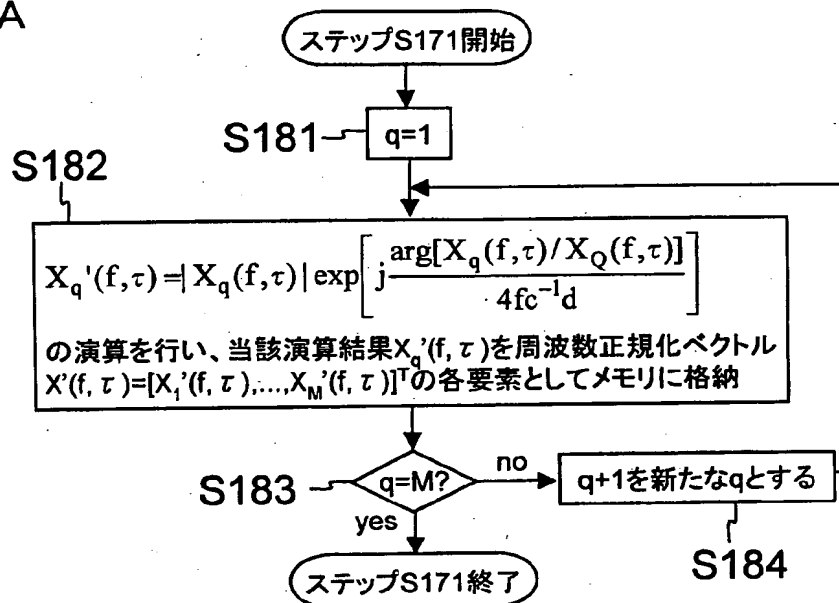 A
ステップS171開始
S181
q=1
S182
X_q'(f,τ)=|X_q(f,τ)|exp[j arg[X_q(f,τ)/X_Q(f,τ)] / 4fc^{-1}d]
の演算を行い、当該演算結果X_q'(f,τ)を周波数正規化ベクトル
X'(f,τ)=[X_1'(f,τ),...,X_M'(f,τ)]^Tの各要素としてメモリに格納
S183
q=M?
no
q+1を新たなqとする
yes
S184
ステップS171終了